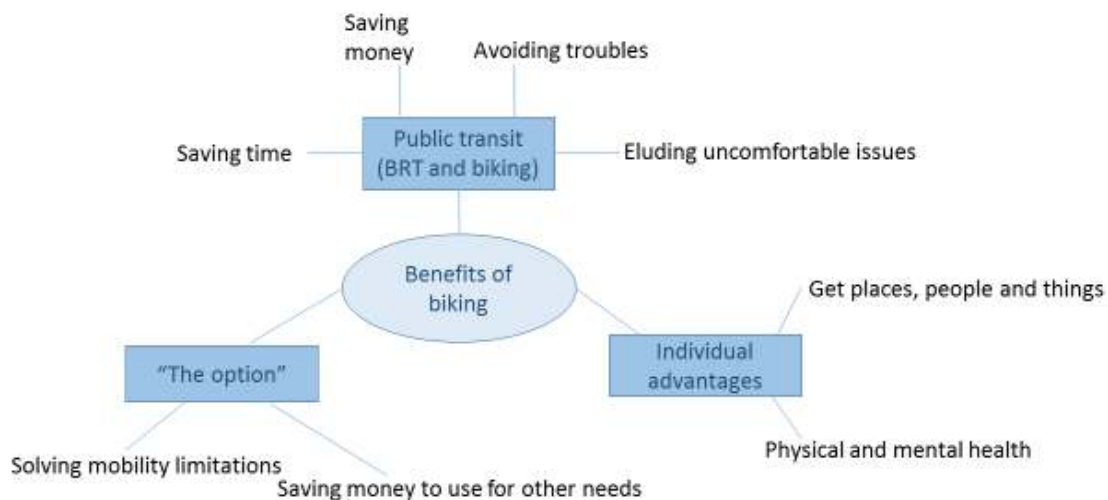 Saving
money
Avoiding troubles
Public transit
(BRT and biking)
Saving time
Eluding uncomfortable issues
Benefits of
biking
Get places, people and things
Individual
advantages
"The option"
Physical and mental health
Solving mobility limitations
Saving money to use for other needs